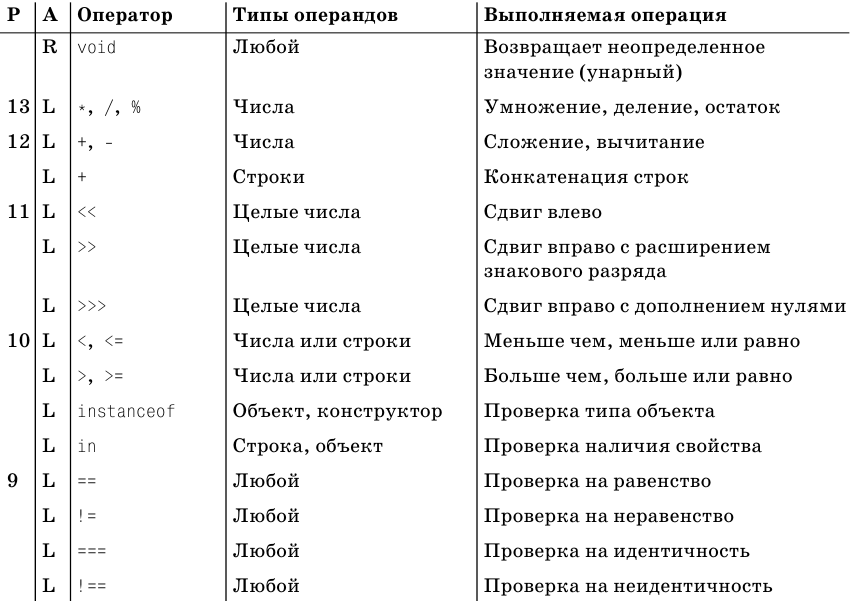 P A Оператор Типы операндов Выполняемая операция
R void Любой Возвращает неопределенное
значение (унарный)
13 L *, /, % Числа Умножение, деление, остаток
12 L +, - Числа Сложение, вычитание
L + Строки Конкатенация строк
11 L << Целые числа Сдвиг влево
L >> Целые числа Сдвиг вправо с расширением
знакового разряда
L >>> Целые числа Сдвиг вправо с дополнением нулями
10 L <, <= Числа или строки Меньше чем, меньше или равно
L >, >= Числа или строки Больше чем, больше или равно
L instanceof Объект, конструктор Проверка типа объекта
L in Строка, объект Проверка наличия свойства
9 L == Любой Проверка на равенство
L != Любой Проверка на неравенство
L === Любой Проверка на идентичность
L !== Любой Проверка на неидентичность